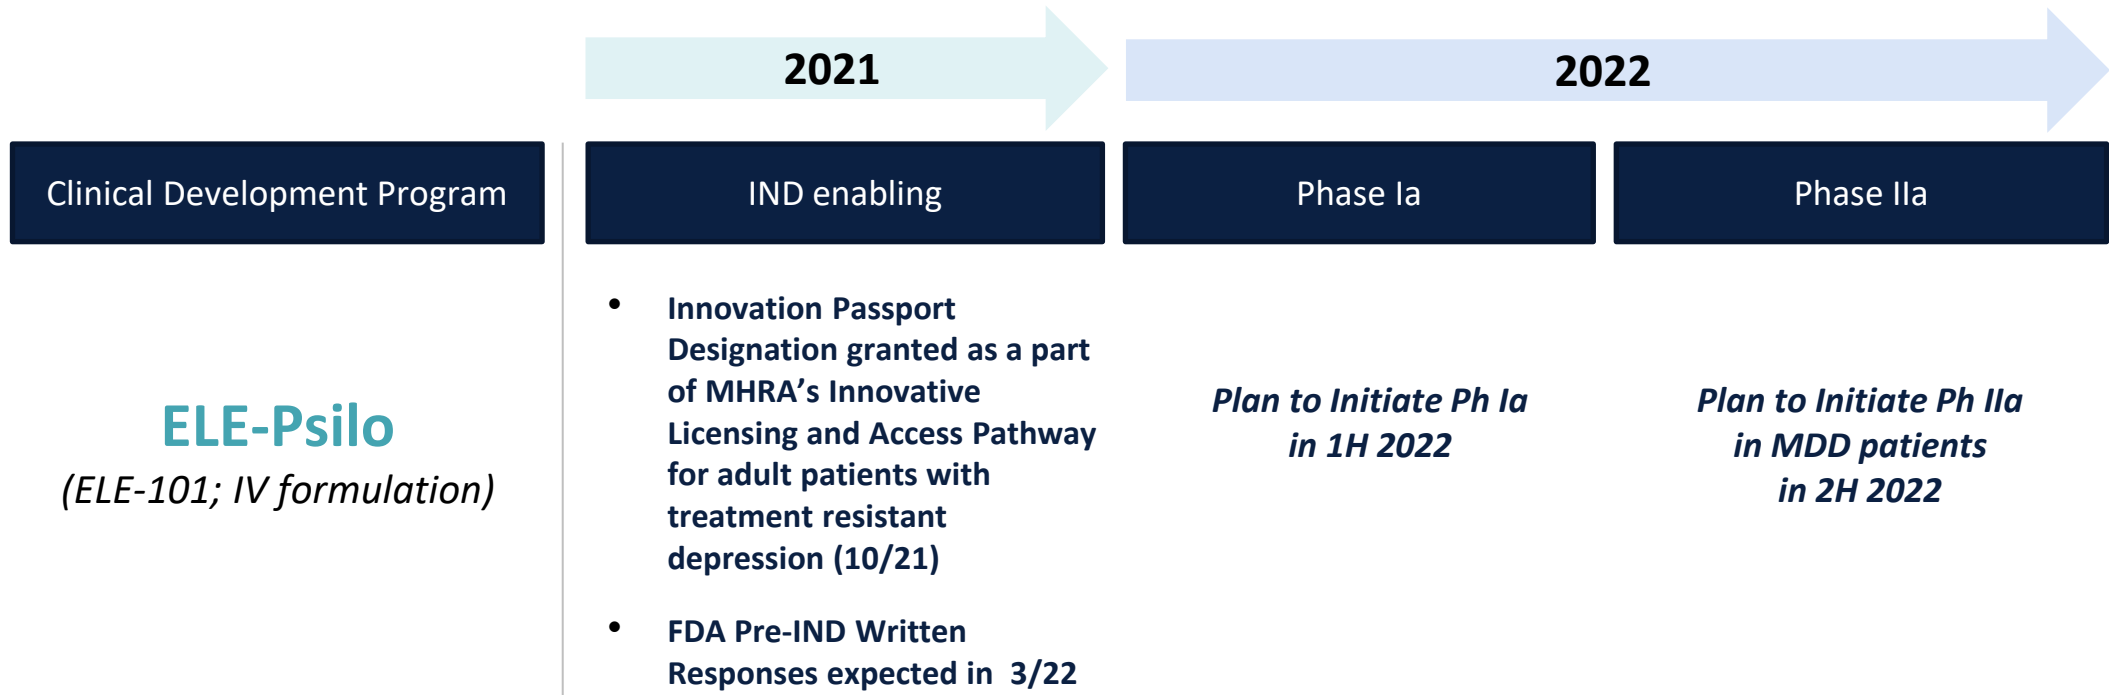 2021
2022
Clinical Development Program
IND enabling
Phase Ia
Phase IIa
ELE-Psilo
(ELE-101; IV formulation)
• Innovation Passport
Designation granted as a part
of MHRA’s Innovative
Licensing and Access Pathway
for adult patients with
treatment resistant
depression (10/21)
• FDA Pre-IND Written
Responses expected in 3/22
Plan to Initiate Ph Ia
in 1H 2022
Plan to Initiate Ph IIa
in MDD patients
in 2H 2022